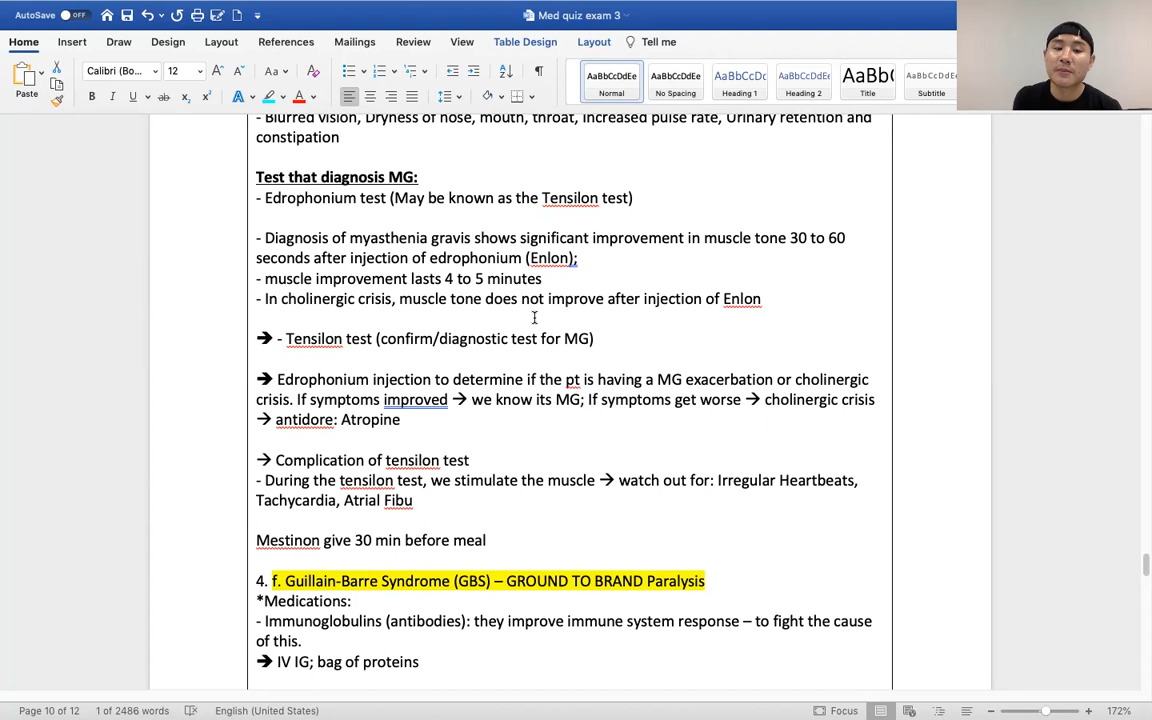 AutoSave OFF Med quiz exam 3
Home Insert Draw Design Layout References Mailings Review View Table Design Layout Tell me
Paste Calibri (Bo... 12 A^ Aˇ Aa
B I U ab x₂ x² A A
AaBbCcDdEe AaBbCcDdEe AaBbCcDc AaBbCcDdEe AaBb( AaBbCcDdEe
Normal No Spacing Heading 1 Heading 2 Title Subtitle
- Blurred vision, Dryness of nose, mouth, throat, Increased pulse rate, Urinary retention and
constipation
Test that diagnosis MG:
- Edrophonium test (May be known as the Tensilon test)
- Diagnosis of myasthenia gravis shows significant improvement in muscle tone 30 to 60
seconds after injection of edrophonium (Enlon);
- muscle improvement lasts 4 to 5 minutes
- In cholinergic crisis, muscle tone does not improve after injection of Enlon
➔ - Tensilon test (confirm/diagnostic test for MG)
➔ Edrophonium injection to determine if the pt is having a MG exacerbation or cholinergic
crisis. If symptoms improved → we know its MG; If symptoms get worse → cholinergic crisis
→ antidore: Atropine
→ Complication of tensilon test
- During the tensilon test, we stimulate the muscle → watch out for: Irregular Heartbeats,
Tachycardia, Atrial Fibu
Mestinon give 30 min before meal
4. f. Guillain-Barre Syndrome (GBS) – GROUND TO BRAND Paralysis
*Medications:
- Immunoglobulins (antibodies): they improve immune system response – to fight the cause
of this.
➔ IV IG; bag of proteins
Page 10 of 12 1 of 2486 words English (United States) Focus 172%